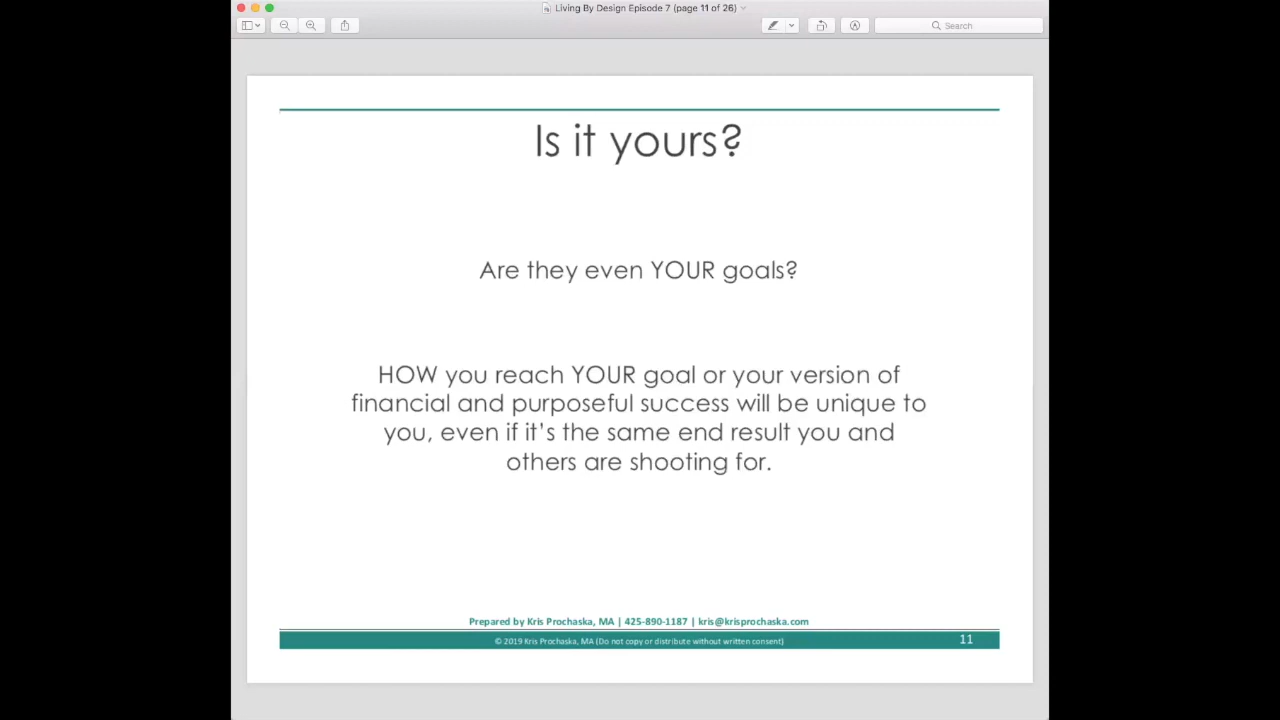 Living By Design Episode 7 (page 11 of 26)
Search
Is it yours?
Are they even YOUR goals?
HOW you reach YOUR goal or your version of
financial and purposeful success will be unique to
you, even if it’s the same end result you and
others are shooting for.
Prepared by Kris Prochaska, MA | 425-890-1187 | kris@krisprochaska.com
© 2019 Kris Prochaska, MA (Do not copy or distribute without written consent)
11